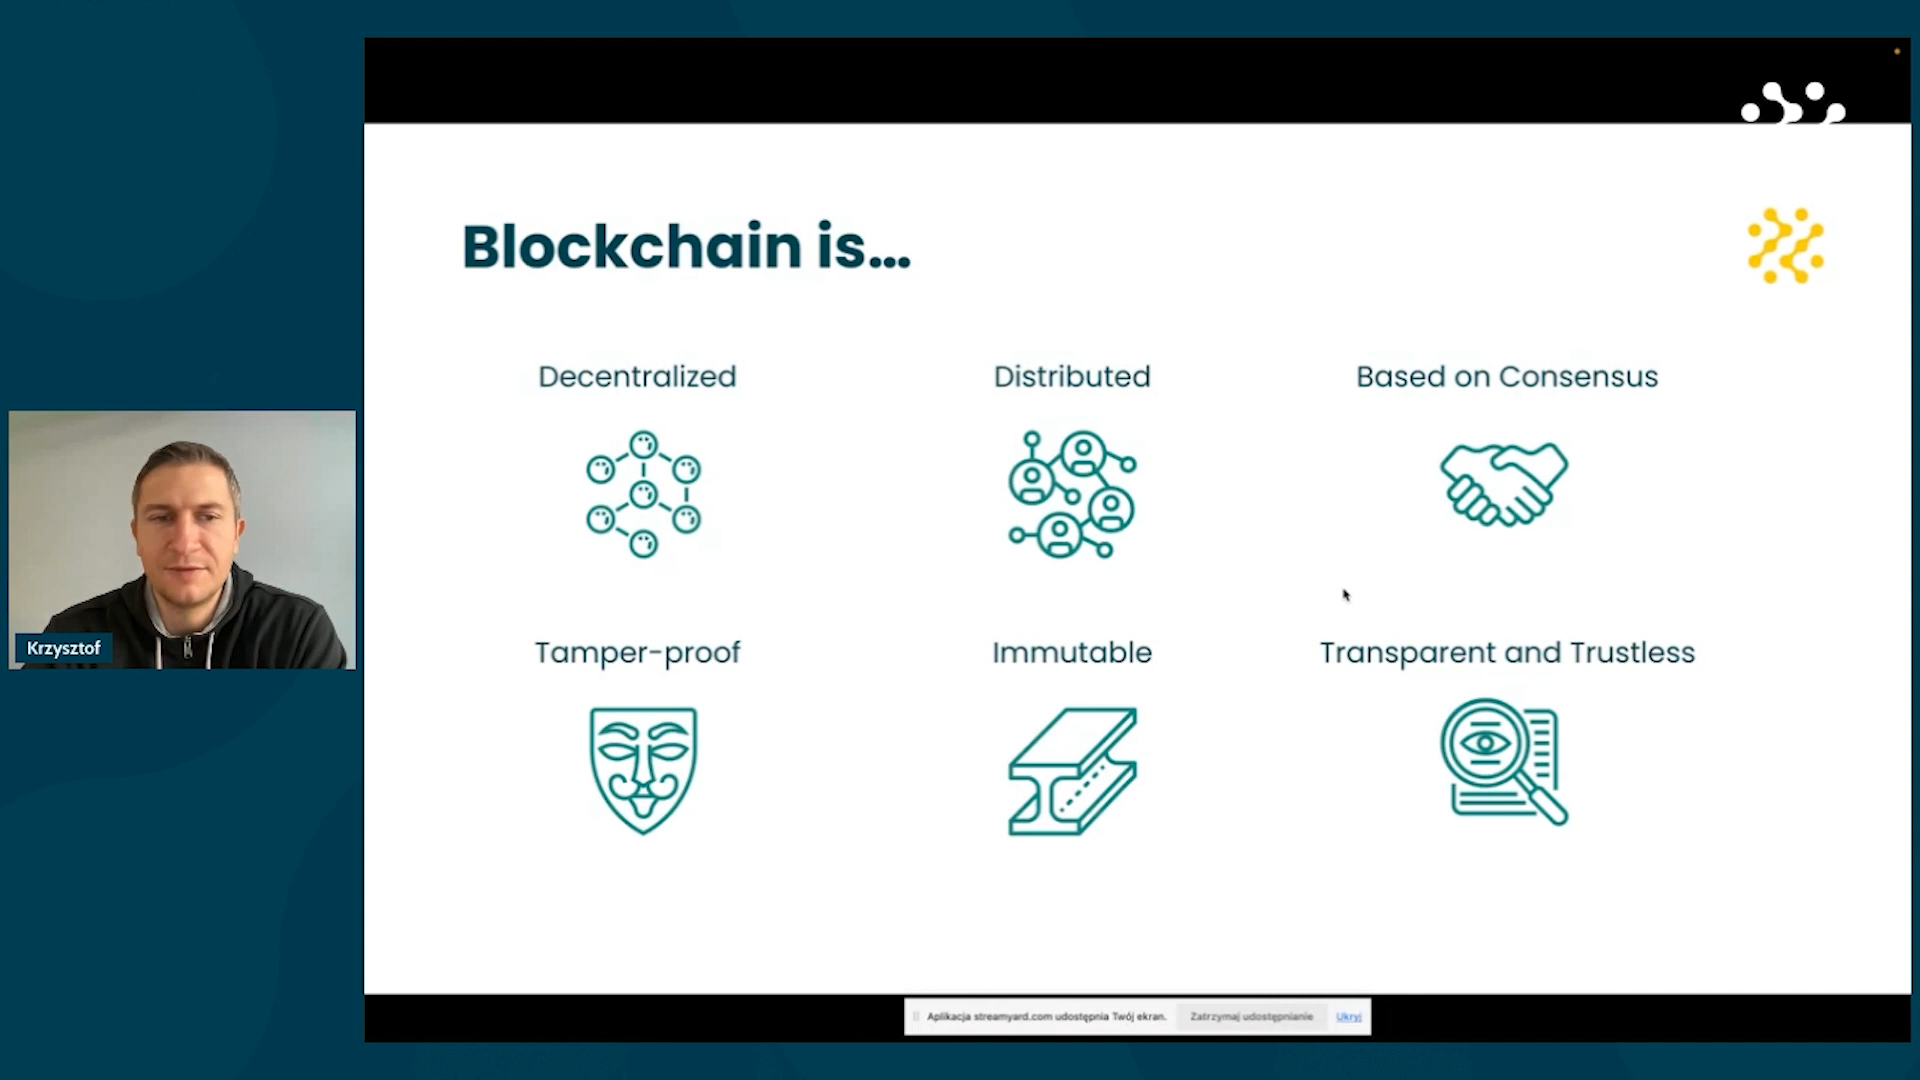 Blockchain is...
Decentralized
Distributed
Based on Consensus
Tamper-proof
Immutable
Transparent and Trustless
Krzysztof
Aplikacja streamyard.com udostępnia Twój ekran.
Zatrzymaj udostępnianie
Ukryj